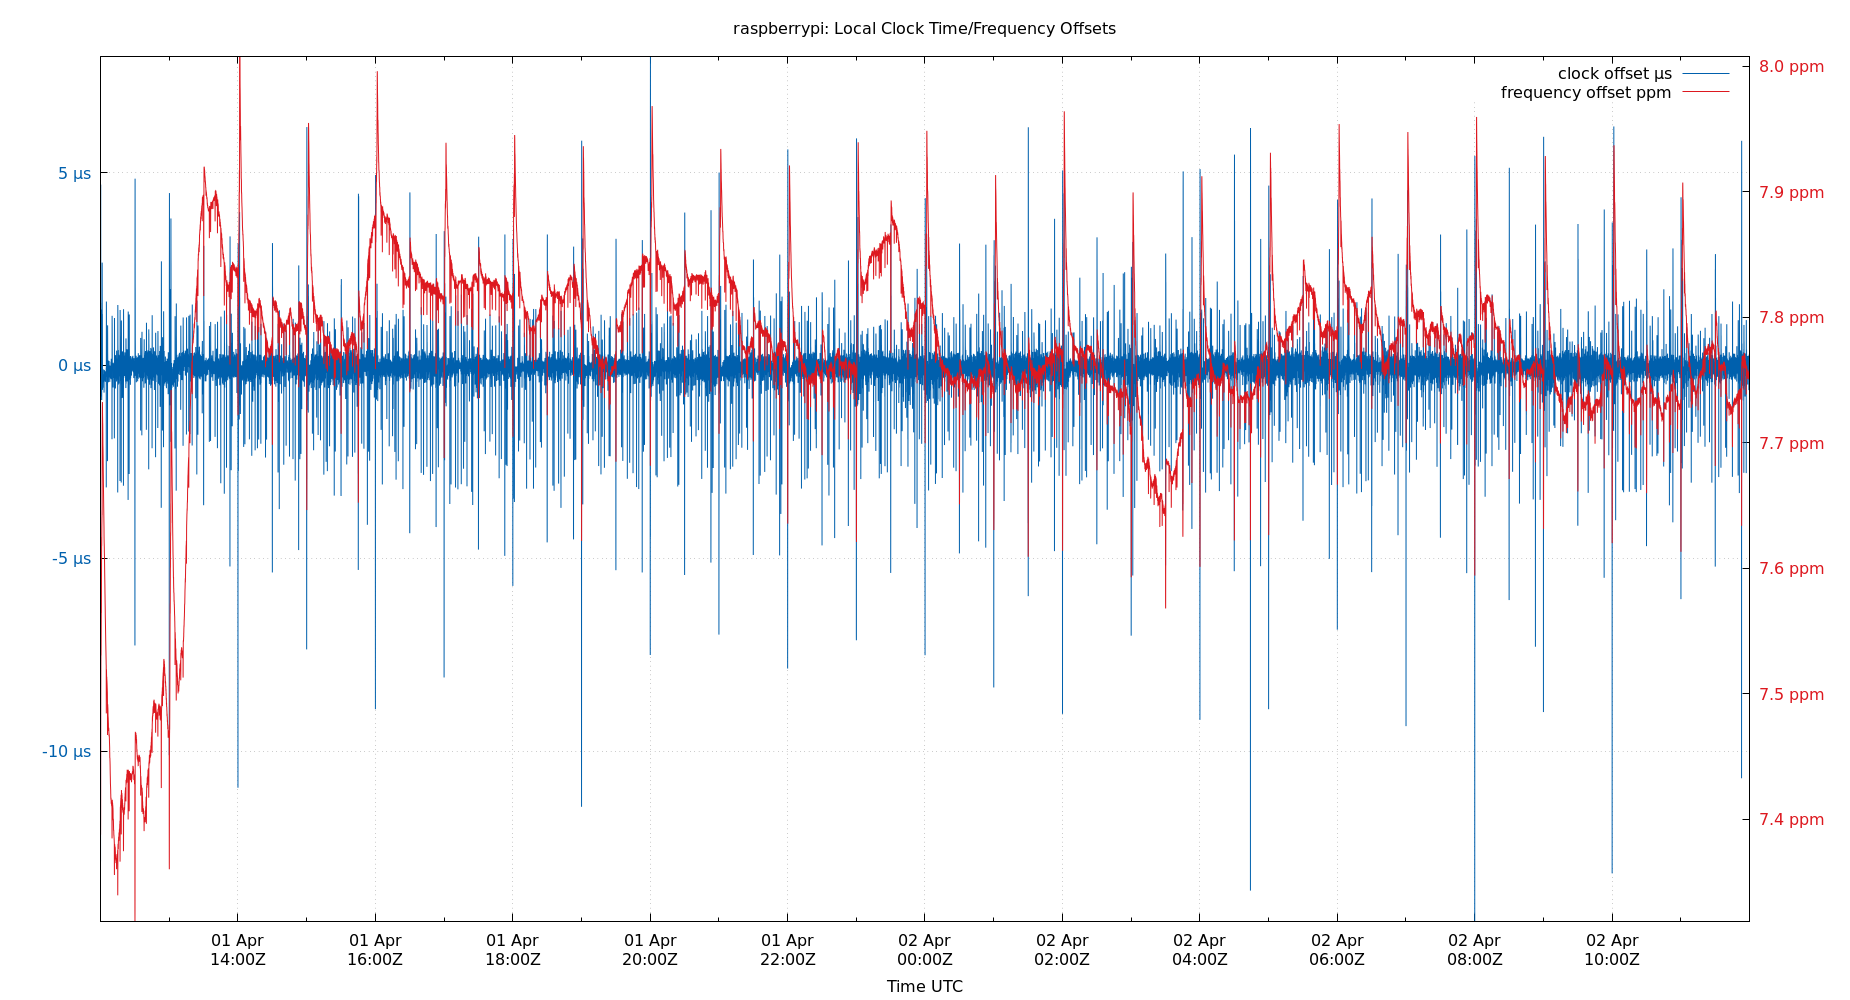 raspberrypi: Local Clock Time/Frequency Offsets
clock offset µs
frequency offset ppm
5 µs
0 µs
-5 µs
-10 µs
8.0 ppm
7.9 ppm
7.8 ppm
7.7 ppm
7.6 ppm
7.5 ppm
7.4 ppm
01 Apr 01 Apr 01 Apr 01 Apr 01 Apr 02 Apr 02 Apr 02 Apr 02 Apr 02 Apr 02 Apr
14:00Z 16:00Z 18:00Z 20:00Z 22:00Z 00:00Z 02:00Z 04:00Z 06:00Z 08:00Z 10:00Z
Time UTC